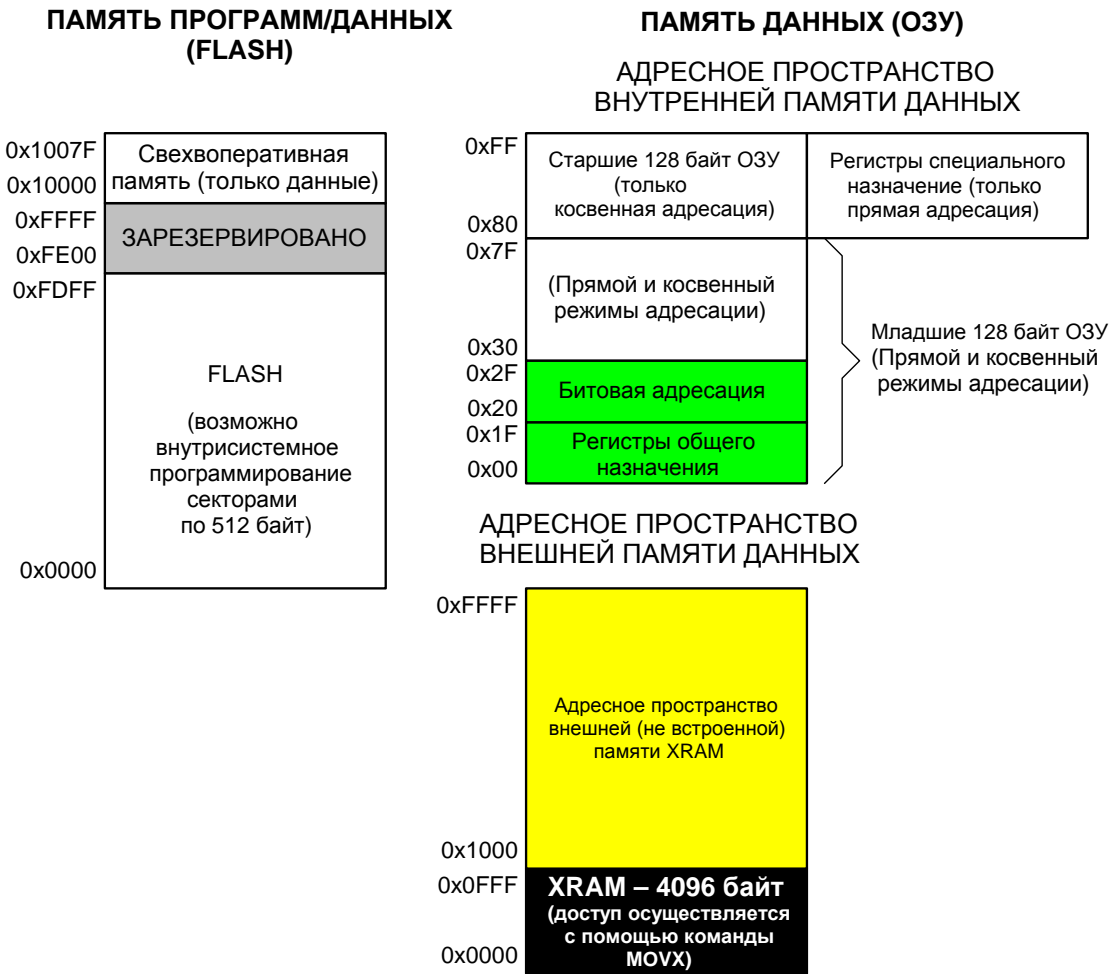 ПАМЯТЬ ПРОГРАММ/ДАННЫХ
(FLASH)
0x1007F
0x10000
Свехвоперативная
память (только данные)
0xFFFF
0xFE00
ЗАРЕЗЕРВИРОВАНО
0xFDFF
FLASH
(возможно
внутрисистемное
программирование
секторами
по 512 байт)
0x0000
ПАМЯТЬ ДАННЫХ (ОЗУ)
АДРЕСНОЕ ПРОСТРАНСТВО
ВНУТРЕННЕЙ ПАМЯТИ ДАННЫХ
0xFF
0x80
Старшие 128 байт ОЗУ
(только
косвенная адресация)
Регистры специального
назначение (только
прямая адресация)
0x7F
(Прямой и косвенный
режимы адресации)
0x30
0x2F
Битовая адресация
0x20
0x1F
Регистры общего
назначения
0x00
Младшие 128 байт ОЗУ
(Прямой и косвенный
режимы адресации)
АДРЕСНОЕ ПРОСТРАНСТВО
ВНЕШНЕЙ ПАМЯТИ ДАННЫХ
0xFFFF
Адресное пространство
внешней (не встроенной)
памяти XRAM
0x1000
0x0FFF
XRAM – 4096 байт
(доступ осуществляется
с помощью команды
MOVX)
0x0000